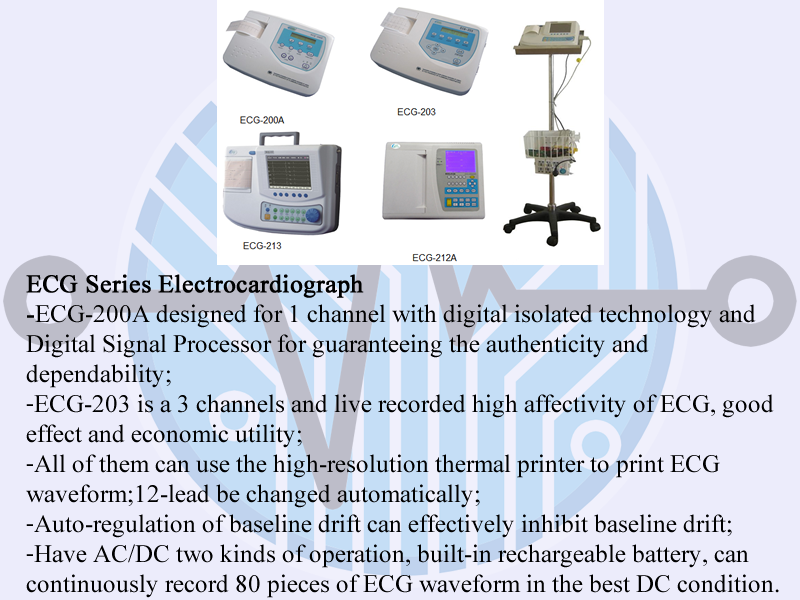 ECG-200A
ECG-203
ECG-213
ECG-212A
ECG Series Electrocardiograph
-ECG-200A designed for 1 channel with digital isolated technology and
Digital Signal Processor for guaranteeing the authenticity and
dependability;
-ECG-203 is a 3 channels and live recorded high affectivity of ECG, good
effect and economic utility;
-All of them can use the high-resolution thermal printer to print ECG
waveform;12-lead be changed automatically;
-Auto-regulation of baseline drift can effectively inhibit baseline drift;
-Have AC/DC two kinds of operation, built-in rechargeable battery, can
continuously record 80 pieces of ECG waveform in the best DC condition.